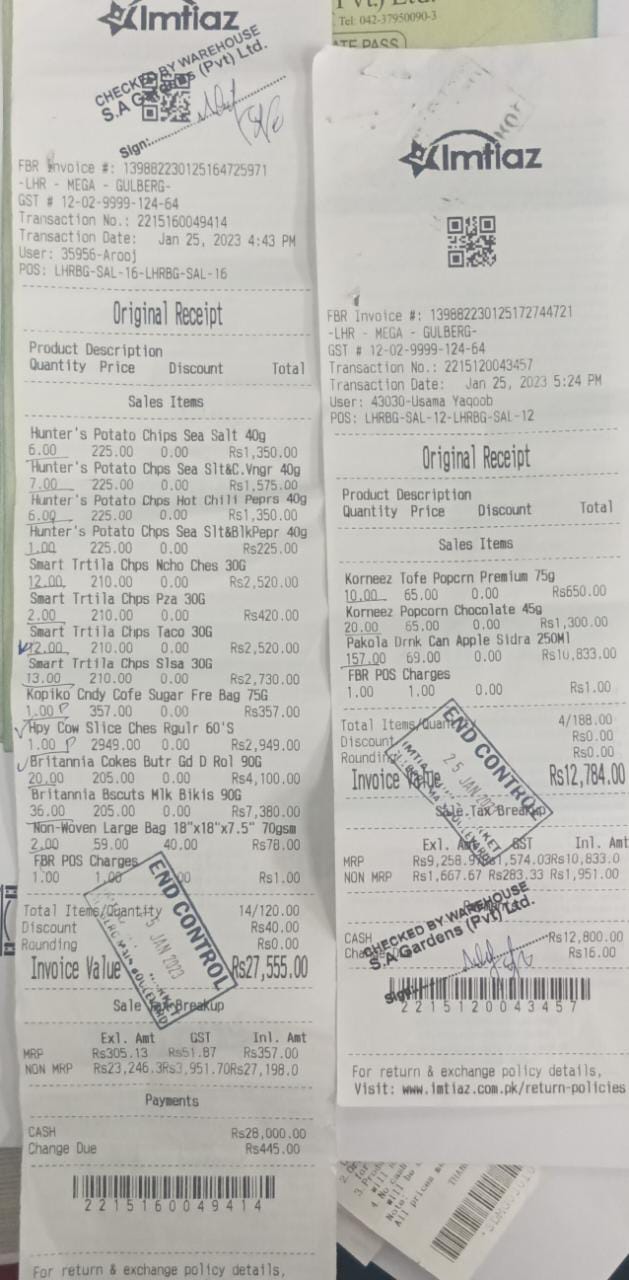 Imtiaz
CHECKED BY WAREHOUSE
S.A Gardens (Pvt) Ltd.
Sign:
FBR Invoice #: 139882230125164725971
-LHR - MEGA - GULBERG-
GST # 12-02-9999-124-64
Transaction No.: 2215160049414
Transaction Date: Jan 25, 2023 4:43 PM
User: 35956-Arooj
POS: LHRBG-SAL-16-LHRBG-SAL-16
Original Receipt
Product Description
Quantity Price Discount Total
Sales Items
Hunter's Potato Chips Sea Salt 40g
6.00 225.00 0.00 Rs1,350.00
Hunter's Potato Chps Sea Slt&C.Vngr 40g
7.00 225.00 0.00 Rs1,575.00
Hunter's Potato Chps Hot Chili Peprs 40g
6.00 225.00 0.00 Rs1,350.00
Hunter's Potato Chps Sea Slt&BlkPepr 40g
1.00 225.00 0.00 Rs225.00
Smart Trtila Chps Ncho Ches 30G
12.00 210.00 0.00 Rs2,520.00
Smart Trtila Chps Pza 30G
2.00 210.00 0.00 Rs420.00
Smart Trtila Chps Taco 30G
12.00 210.00 0.00 Rs2,520.00
Smart Trtila Chps Slsa 30G
13.00 210.00 0.00 Rs2,730.00
Kopiko Cndy Cofe Sugar Fre Bag 75G
1.00 P 357.00 0.00 Rs357.00
Hpy Cow Slice Ches Rgulr 60'S
1.00 P 2949.00 0.00 Rs2,949.00
Britannia Cokes Butr Gd D Rol 90G
20.00 205.00 0.00 Rs4,100.00
Britannia Bscuts Mlk Bikis 90G
36.00 205.00 0.00 Rs7,380.00
Non-Woven Large Bag 18"x18"x7.5" 70gsm
2.00 59.00 40.00 Rs78.00
FBR POS Charges
1.00 1.00 0.00 Rs1.00
Total Items/Quantity 14/120.00
Discount Rs40.00
Rounding Rs0.00
Invoice Value Rs27,555.00
END CONTROL
25 JAN 2023
Sale Tax Breakup
Exl. Amt GST Inl. Amt
MRP Rs305.13 Rs51.87 Rs357.00
NON MRP Rs23,246.3Rs3,951.70Rs27,198.0
Payments
CASH Rs28,000.00
Change Due Rs445.00
2215160049414
For return & exchange policy details,
Tel: 042-37950090-3
ATE PASS
Imtiaz
FBR Invoice #: 139882230125172744721
-LHR - MEGA - GULBERG-
GST # 12-02-9999-124-64
Transaction No.: 2215120043457
Transaction Date: Jan 25, 2023 5:24 PM
User: 43030-Usama Yaqoob
POS: LHRBG-SAL-12-LHRBG-SAL-12
Original Receipt
Product Description
Quantity Price Discount Total
Sales Items
Korneez Tofe Popcrn Premium 75g
10.00 65.00 0.00 Rs650.00
Korneez Popcorn Chocolate 45g
20.00 65.00 0.00 Rs1,300.00
Pakola Drnk Can Apple Sidra 250Ml
157.00 69.00 0.00 Rs10,833.00
FBR POS Charges
1.00 1.00 0.00 Rs1.00
Total Items/Quantity 4/188.00
Discount Rs0.00
Rounding Rs0.00
Invoice Value Rs12,784.00
END CONTROL
25 JAN 2023
Sale Tax Breakup
Exl. Amt GST Inl. Amt
MRP Rs9,258.97Rs1,574.03Rs10,833.0
NON MRP Rs1,667.67 Rs283.33 Rs1,951.00
CHECKED BY WAREHOUSE
S.A Gardens (Pvt) Ltd.
Sign:
CASH Rs12,800.00
Change Due Rs16.00
2215120043457
For return & exchange policy details,
Visit: www.imtiaz.com.pk/return-policies